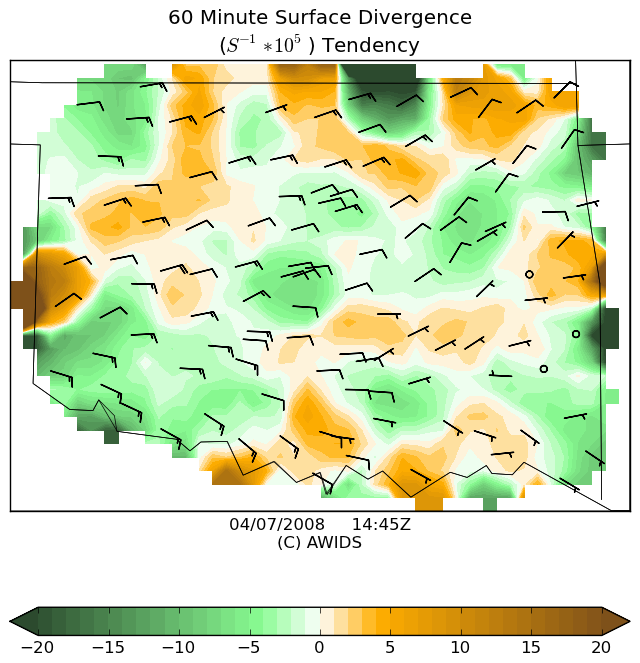 60 Minute Surface Divergence
(S⁻¹ * 10⁵ ) Tendency
04/07/2008 14:45Z
(C) AWIDS
−20 −15 −10 −5 0 5 10 15 20